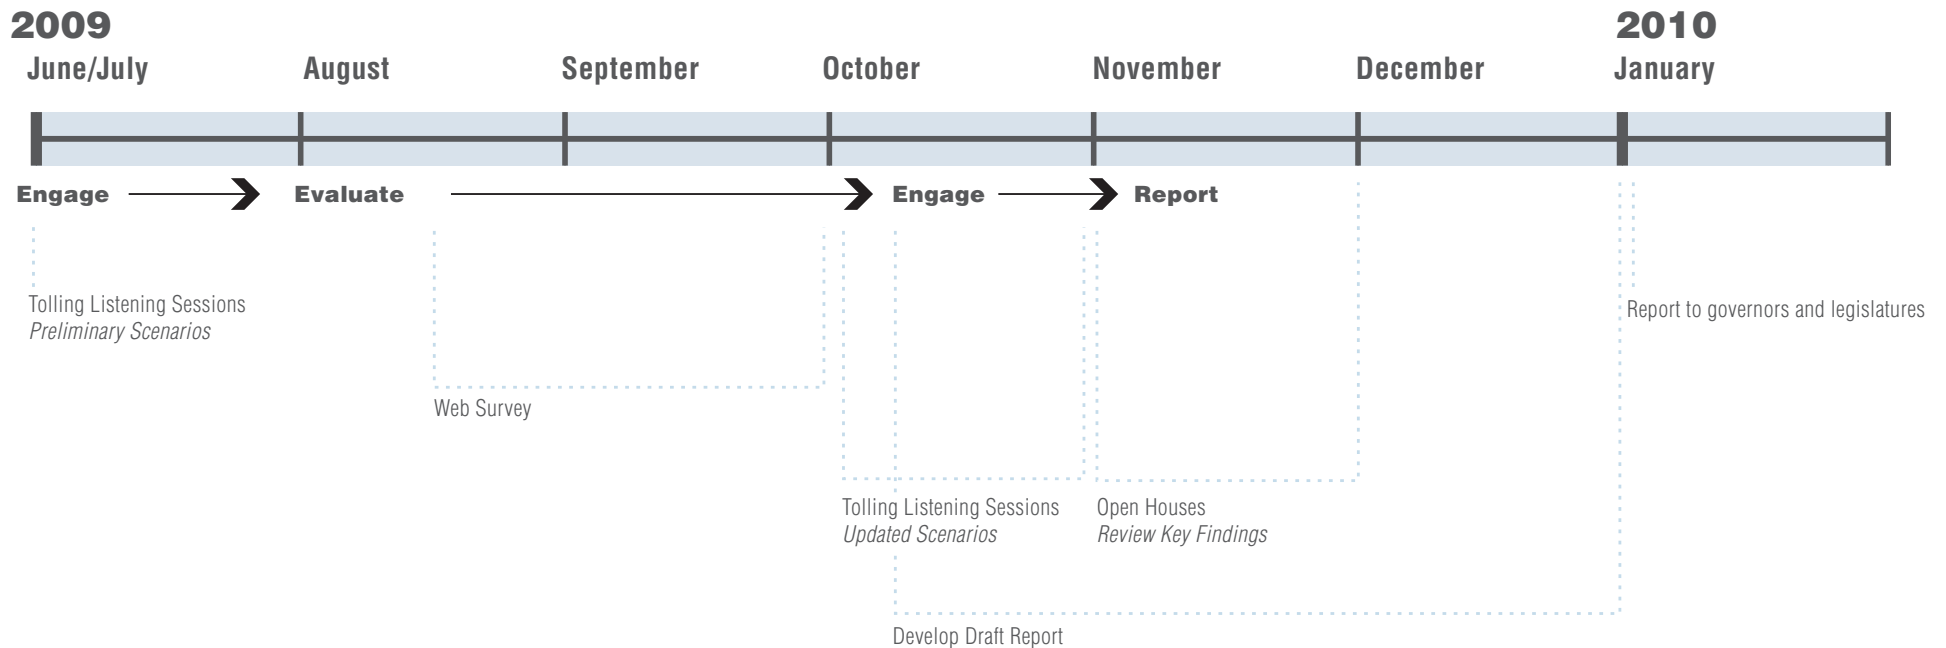 2009
2010
June/July
August
September
October
November
December
January
Engage
Evaluate
Engage
Report
Tolling Listening Sessions
Preliminary Scenarios
Report to governors and legislatures
Web Survey
Tolling Listening Sessions
Updated Scenarios
Open Houses
Review Key Findings
Develop Draft Report